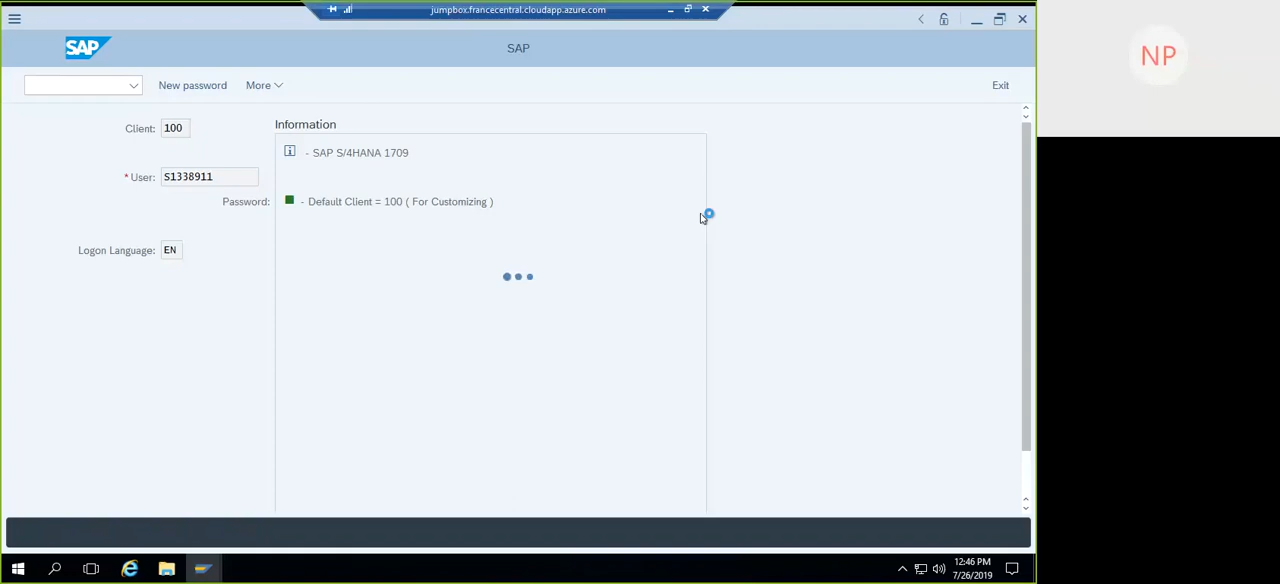 jumpbox.francecentral.cloudapp.azure.com
SAP
SAP
New password
More
Exit
Client: 100
Information
- SAP S/4HANA 1709
* User: S1338911
Password:
- Default Client = 100 ( For Customizing )
Logon Language: EN
NP
12:46 PM
7/26/2019